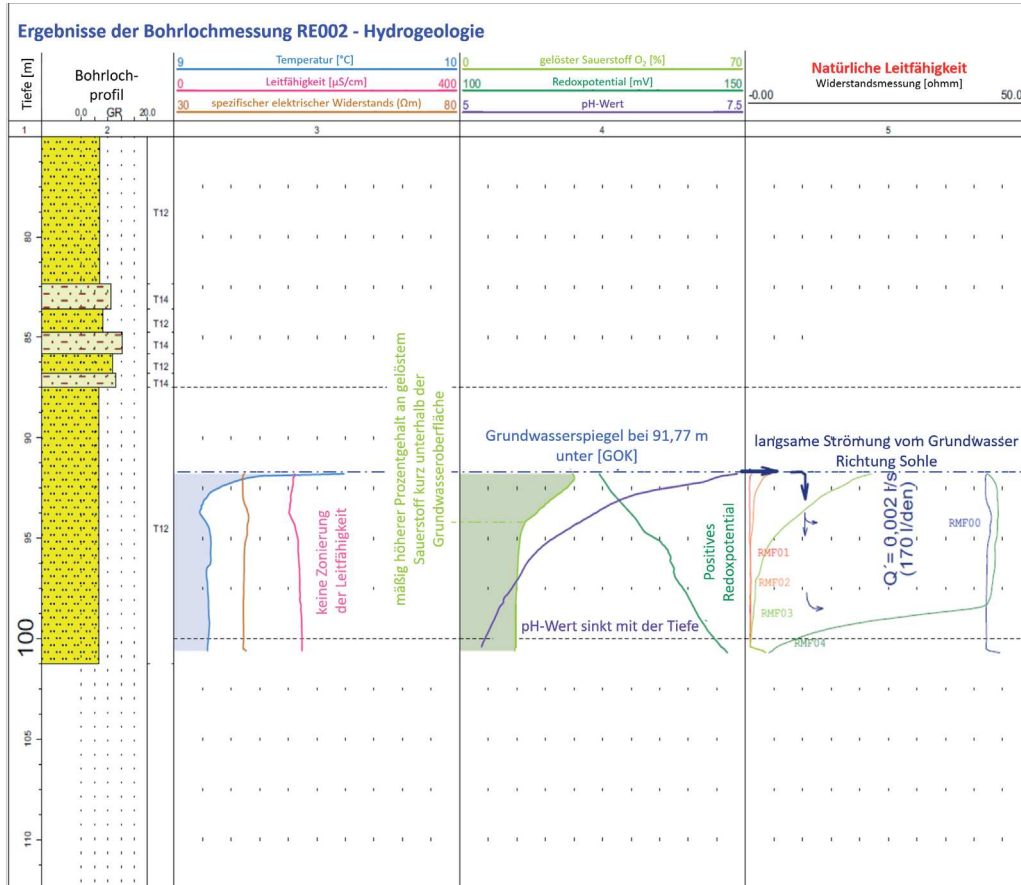 Ergebnisse der Bohrlochmessung RE002 - Hydrogeologie
Tiefe [m]
Bohrloch-
profil
0,0 GR 20.0
9 Temperatur [°C] 10
0 Leitfähigkeit [µS/cm] 400
30 spezifischer elektrischer Widerstands (Ωm) 80
0 gelöster Sauerstoff O₂ [%] 70
100 Redoxpotential [mV] 150
5 pH-Wert 7.5
Natürliche Leitfähigkeit
Widerstandsmessung [ohmm]
-0.00 50.0
1 2 3 4 5
T12
80
T14
T12
85
T14
T12
T14
90
T12
95
100
105
110
keine Zonierung
der Leitfähigkeit
mäßig höherer Prozentgehalt an gelöstem
Sauerstoff kurz unterhalb der
Grundwasseroberfläche
Grundwasserspiegel bei 91,77 m
unter [GOK]
Positives
Redoxpotential
pH-Wert sinkt mit der Tiefe
langsame Strömung vom Grundwasser
Richtung Sohle
Q´= 0,002 l/s
(170 l/den)
RMF00
RMF01
RMF02
RMF03
RMF04